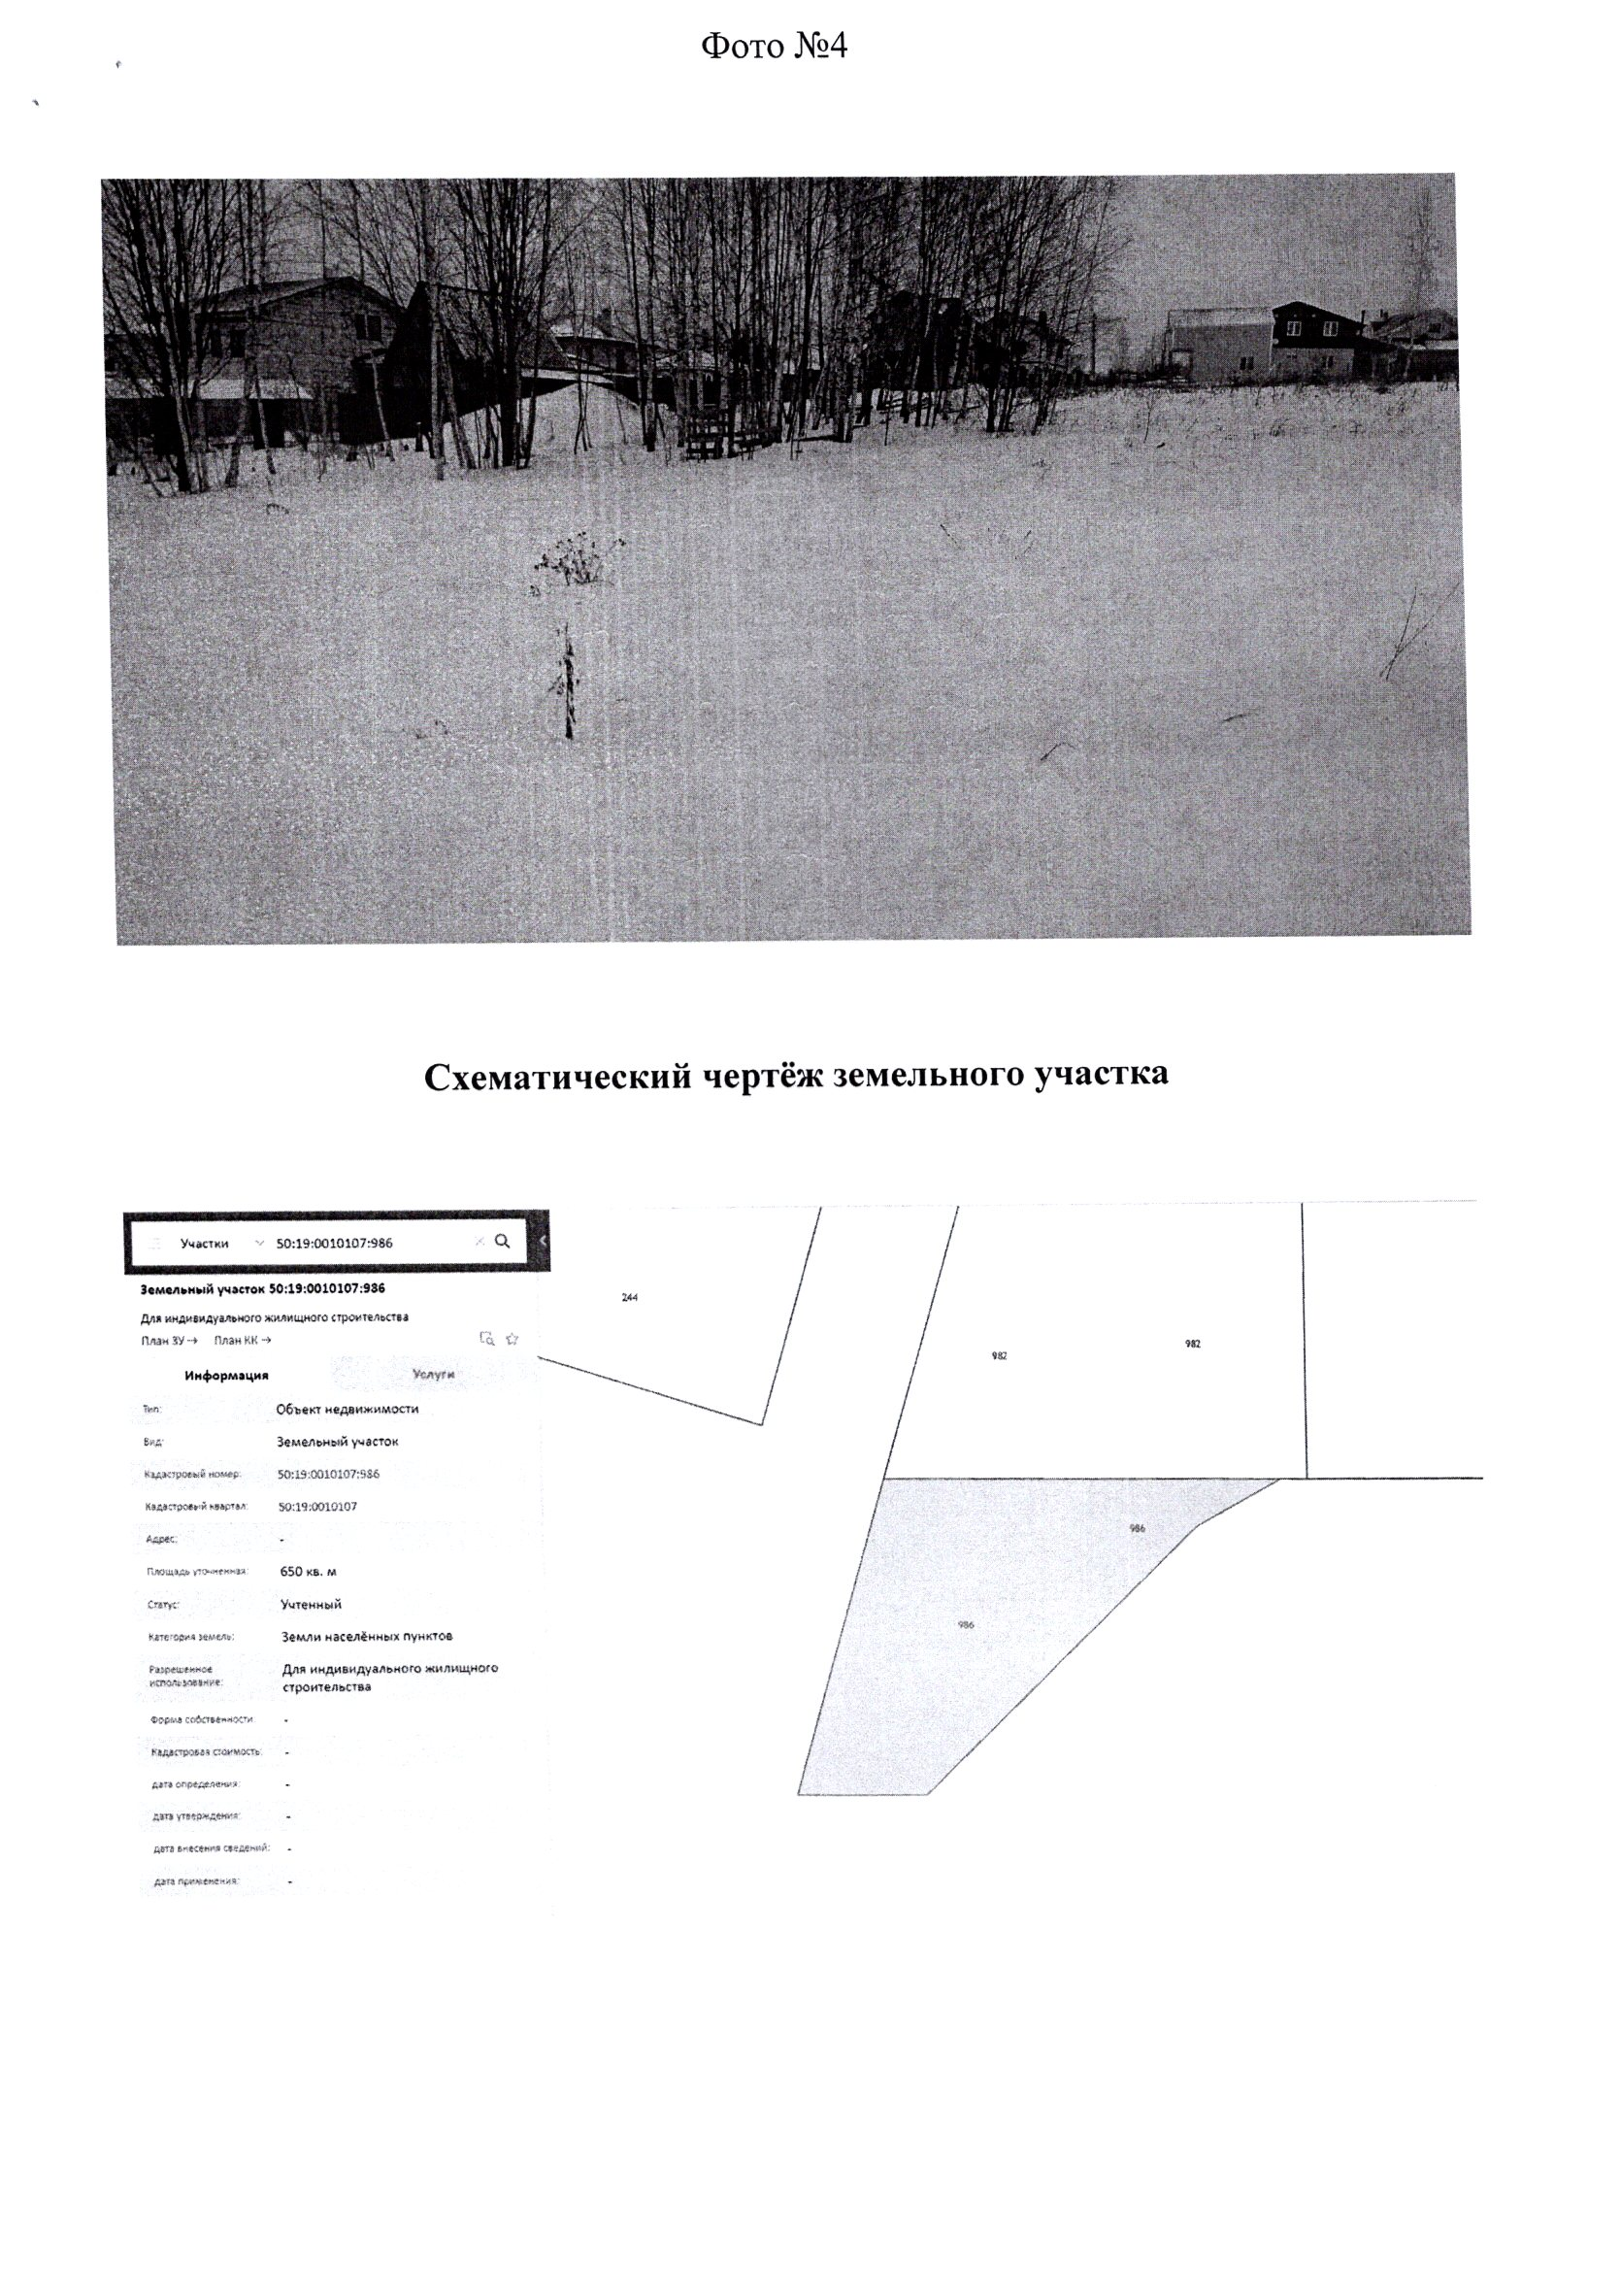 Фото №4
Схематический чертёж земельного участка
Участки 50:19:0010107:986
Земельный участок 50:19:0010107:986
Для индивидуального жилищного строительства
План ЗУ → План КК →
Информация Услуги
Тип: Объект недвижимости
Вид: Земельный участок
Кадастровый номер: 50:19:0010107:986
Кадастровый квартал: 50:19:0010107
Адрес: -
Площадь уточненная: 650 кв. м
Статус: Учтенный
Категория земель: Земли населённых пунктов
Разрешенное использование: Для индивидуального жилищного
строительства
Форма собственности: -
Кадастровая стоимость: -
дата определения: -
дата утверждения: -
дата внесения сведений: -
дата применения: -
244
982
982
986
986